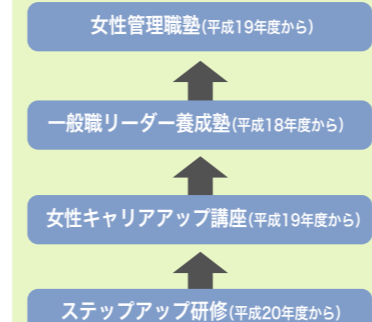 女性管理職塾(平成19年度から)
一般職リーダー養成塾(平成18年度から)
女性キャリアアップ講座(平成19年度から)
ステップアップ研修(平成20年度から)